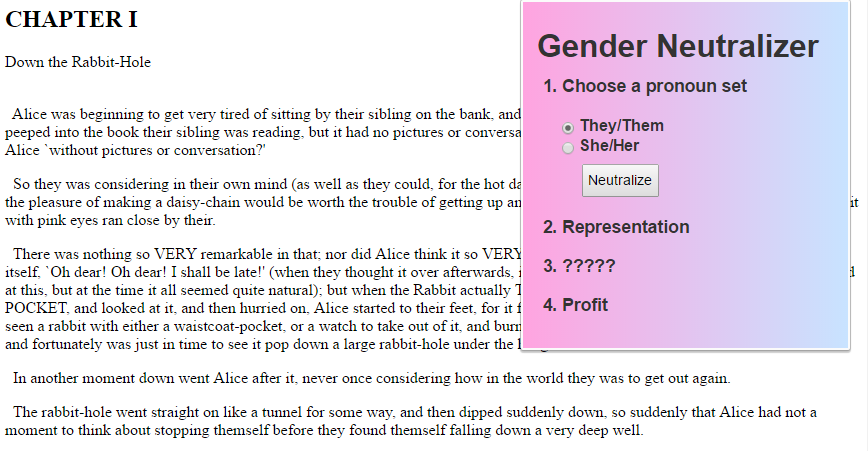 CHAPTER I
Down the Rabbit-Hole
Alice was beginning to get very tired of sitting by their sibling on the bank, and
peeped into the book their sibling was reading, but it had no pictures or conversa
Alice `without pictures or conversation?'
So they was considering in their own mind (as well as they could, for the hot da
the pleasure of making a daisy-chain would be worth the trouble of getting up an it
with pink eyes ran close by their.
There was nothing so VERY remarkable in that; nor did Alice think it so VERY
itself, `Oh dear! Oh dear! I shall be late!' (when they thought it over afterwards,
at this, but at the time it all seemed quite natural); but when the Rabbit actually
POCKET, and looked at it, and then hurried on, Alice started to their feet, for it
seen a rabbit with either a waistcoat-pocket, or a watch to take out of it, and burn
and fortunately was just in time to see it pop down a large rabbit-hole under the
In another moment down went Alice after it, never once considering how in the world they was to get out again.
The rabbit-hole went straight on like a tunnel for some way, and then dipped suddenly down, so suddenly that Alice had not a
moment to think about stopping themself before they found themself falling down a very deep well.
Gender Neutralizer
1. Choose a pronoun set
They/Them
She/Her
Neutralize
2. Representation
3. ?????
4. Profit